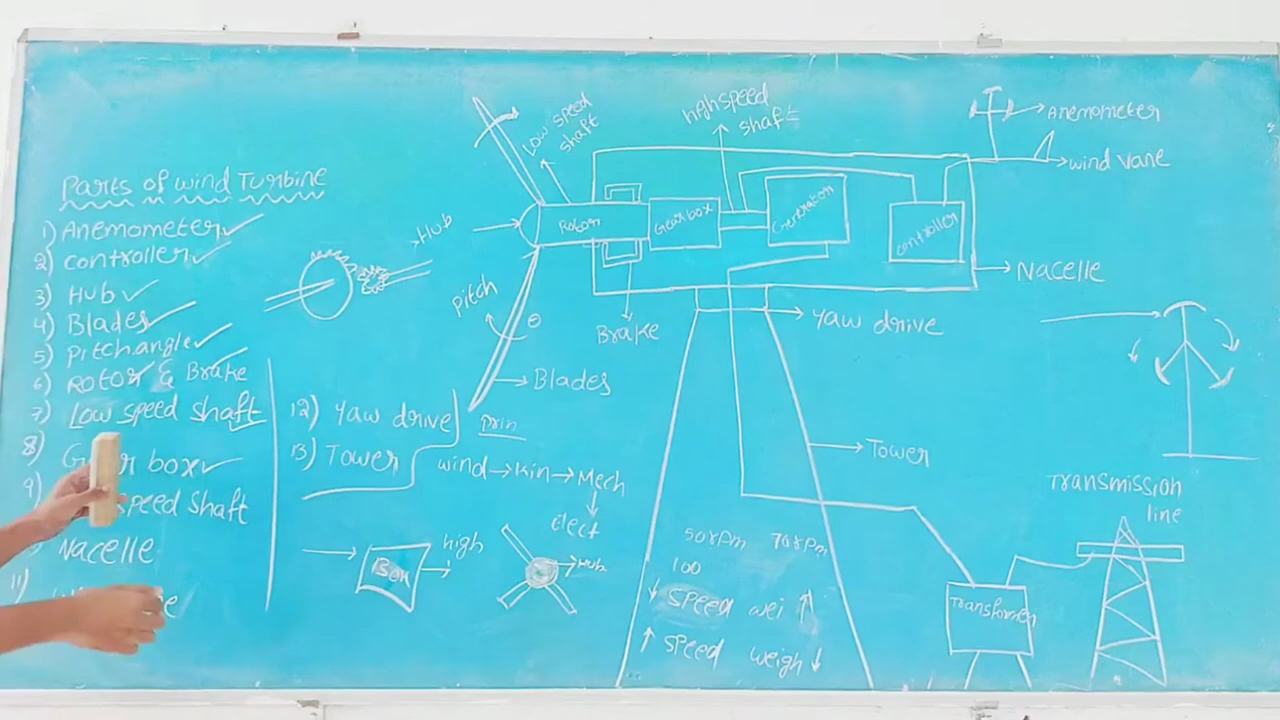 Parts of wind Turbine
1) Anemometer
2) controller
3) Hub
4) Blades
5) Pitchangle
6) Rotor & Brake
7) Low speed shaft
8) box
9) speed shaft
Nacelle
11)
12) Yaw drive
13) Tower
Hub
Low speed
shaft
highspeed
shaft
Anemometer
wind vane
Rotor
Gearbox
controller
Nacelle
pitch
θ
Brake
Yaw drive
Blades
prin
wind→kin→Mech
Elect
Tower
Box
high
Hub
50rpm 70rpm
100
↓ speed wei ↑
↑ speed weigh ↓
Transmission
line
Transformer